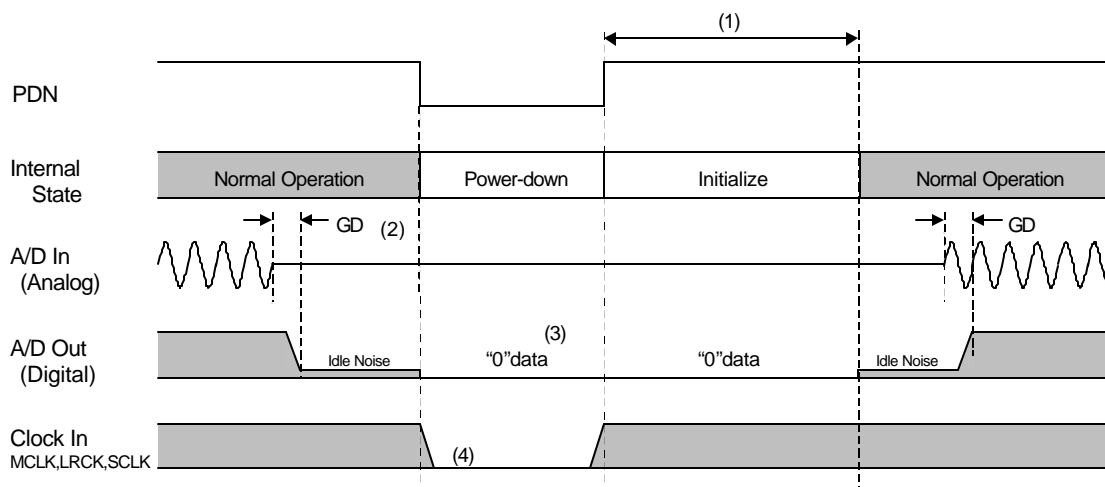 (1)
PDN
Internal
State
Normal Operation
Power-down
Initialize
Normal Operation
GD
(2)
GD
A/D In
(Analog)
A/D Out
(Digital)
Idle Noise
(3)
“0”data
“0”data
Idle Noise
Clock In
MCLK,LRCK,SCLK
(4)